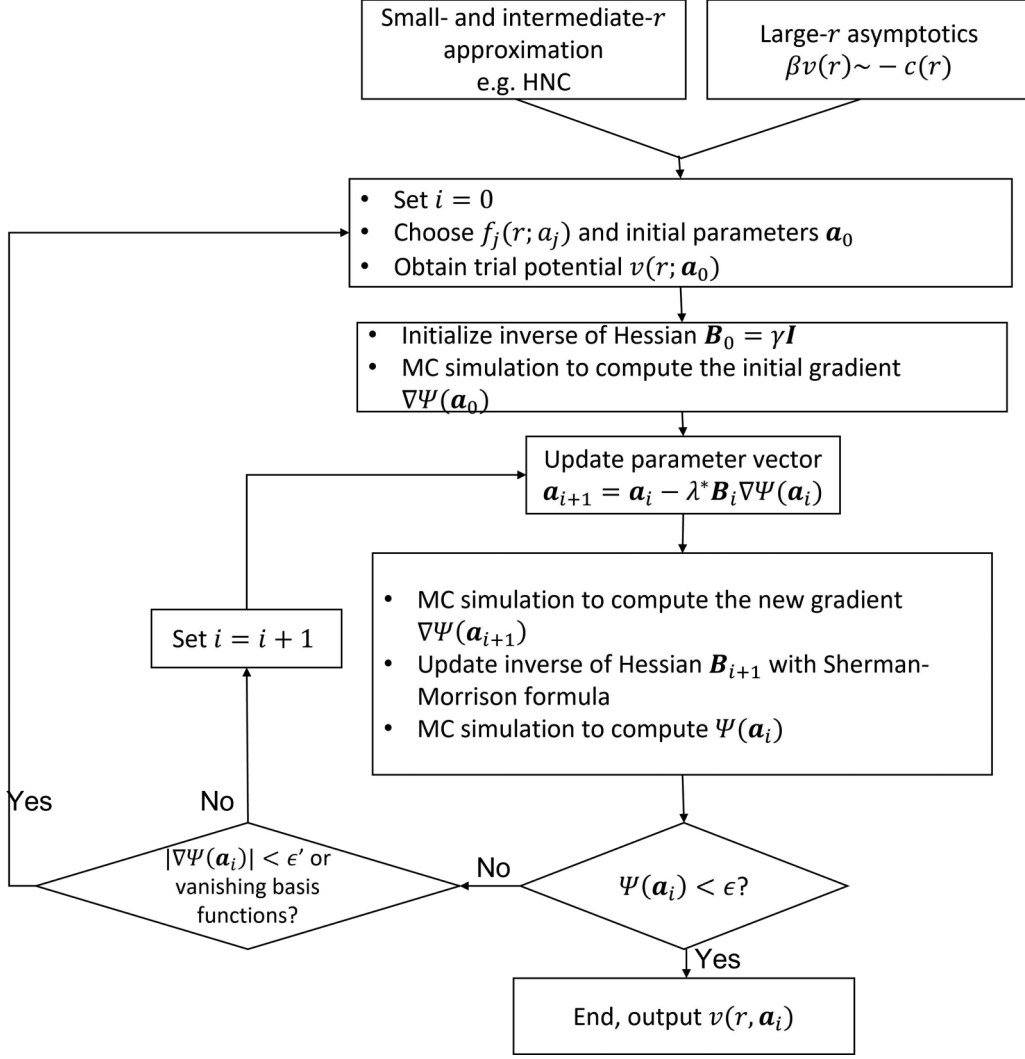 Small- and intermediate-r
approximation
e.g. HNC
Large-r asymptotics
βv(r)~ − c(r)
• Set i = 0
• Choose f_j(r; a_j) and initial parameters a_0
• Obtain trial potential v(r; a_0)
• Initialize inverse of Hessian B_0 = γI
• MC simulation to compute the initial gradient
∇Ψ(a_0)
Update parameter vector
a_{i+1} = a_i − λ* B_i ∇Ψ(a_i)
• MC simulation to compute the new gradient
∇Ψ(a_{i+1})
• Update inverse of Hessian B_{i+1} with Sherman-
Morrison formula
• MC simulation to compute Ψ(a_i)
Set i = i + 1
Yes
No
|∇Ψ(a_i)| < ϵ’ or
vanishing basis
functions?
No
Ψ(a_i) < ϵ?
Yes
End, output v(r, a_i)